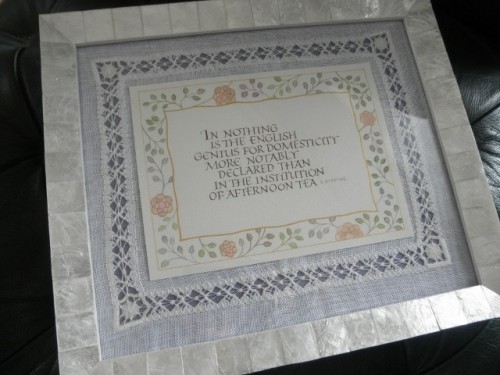 IN NOTHING
IS THE ENGLISH
GENIUS FOR DOMESTICITY
MORE NOTABLY
DECLARED THAN
IN THE INSTITUTION
OF AFTERNOON TEA